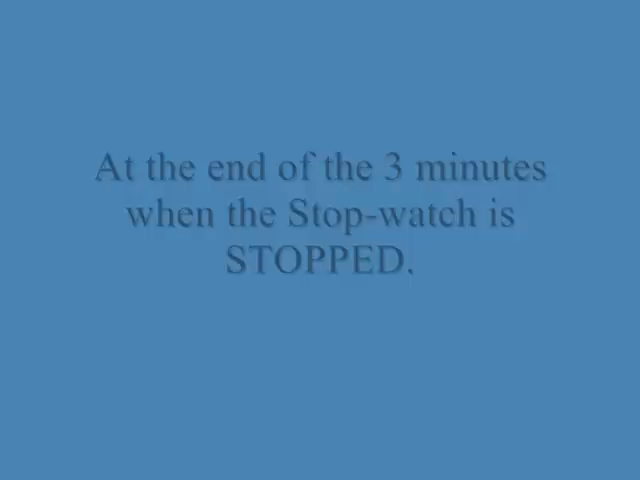 At the end of the 3 minutes
when the Stop-watch is
STOPPED.